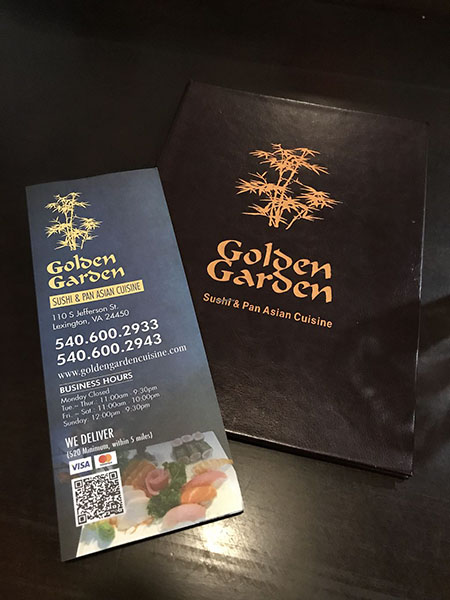 Golden
Garden
SUSHI & PAN ASIAN CUISINE
110 S Jefferson St.
Lexington, VA 24450
540.600.2933
540.600.2943
www.goldengardencuisine.com
BUSINESS HOURS
Monday Closed
Tue ~ Thur : 11:00am 9:30pm
Fri. ~ Sat : 11:00am 10:00pm
Sunday 12:00pm 9:30pm
WE DELIVER
($20 Minimum, within 5 miles)
VISA
Golden
Garden
Sushi & Pan Asian Cuisine